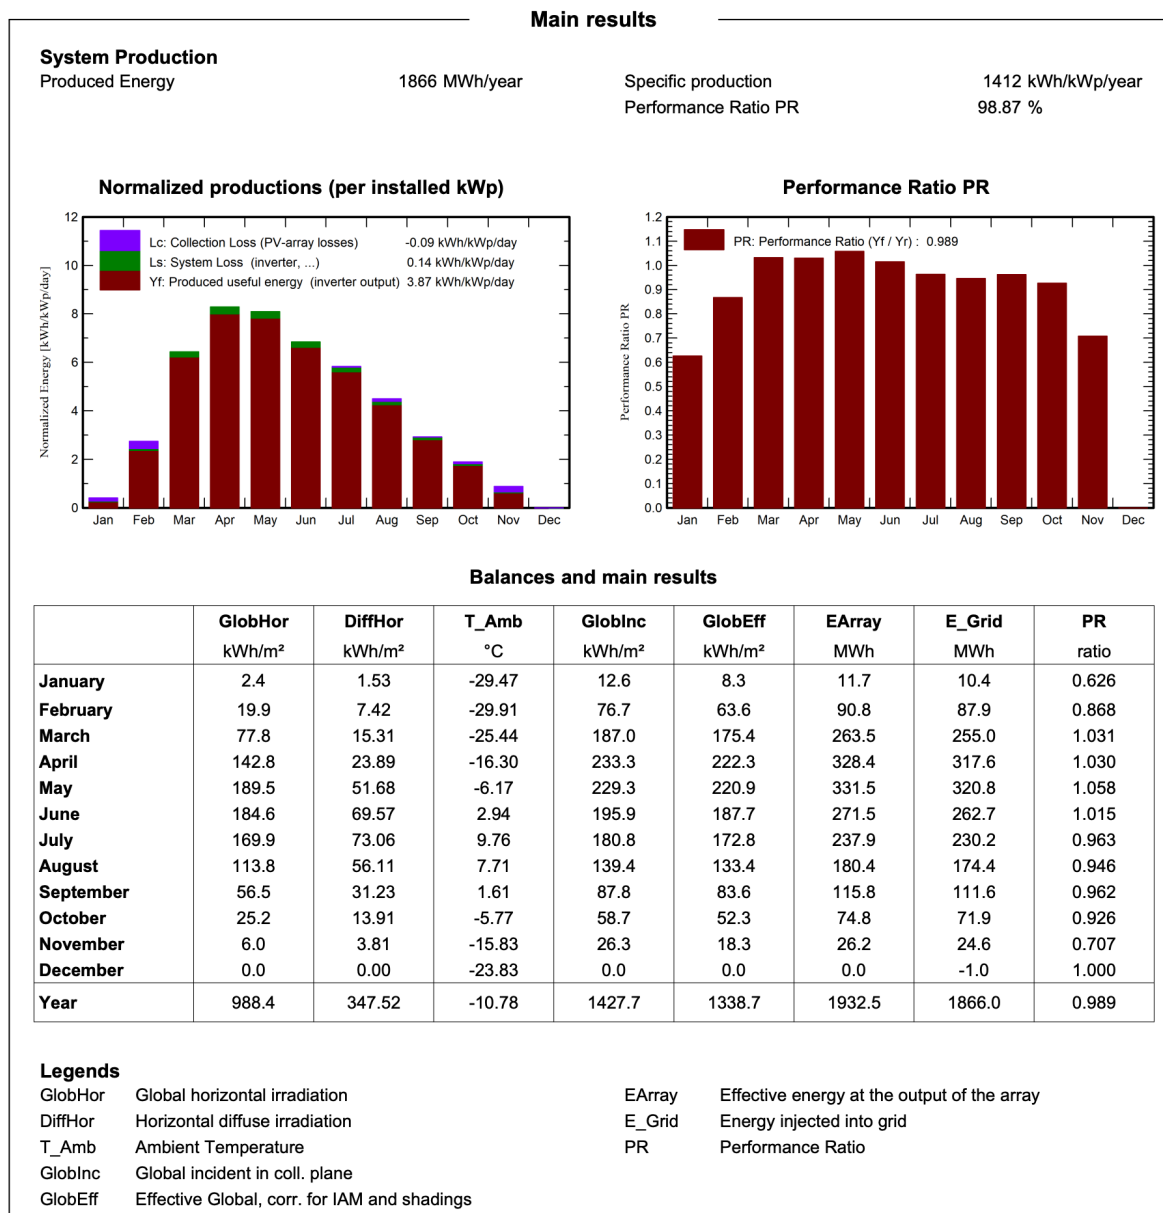 Main results
System Production
Produced Energy 1866 MWh/year Specific production 1412 kWh/kWp/year
Performance Ratio PR 98.87 %
Normalized productions (per installed kWp)
12
Lc: Collection Loss (PV-array losses) -0.09 kWh/kWp/day
Ls: System Loss (inverter, ...) 0.14 kWh/kWp/day
Yf: Produced useful energy (inverter output) 3.87 kWh/kWp/day
10
8
6
4
2
0
Normalized Energy [kWh/kWp/day]
Jan Feb Mar Apr May Jun Jul Aug Sep Oct Nov Dec
Performance Ratio PR
1.2
PR: Performance Ratio (Yf / Yr) : 0.989
1.1
1.0
0.9
0.8
0.7
0.6
0.5
0.4
0.3
0.2
0.1
0.0
Performance Ratio PR
Jan Feb Mar Apr May Jun Jul Aug Sep Oct Nov Dec
Balances and main results
GlobHor DiffHor T_Amb GlobInc GlobEff EArray E_Grid PR
kWh/m² kWh/m² °C kWh/m² kWh/m² MWh MWh ratio
January 2.4 1.53 -29.47 12.6 8.3 11.7 10.4 0.626
February 19.9 7.42 -29.91 76.7 63.6 90.8 87.9 0.868
March 77.8 15.31 -25.44 187.0 175.4 263.5 255.0 1.031
April 142.8 23.89 -16.30 233.3 222.3 328.4 317.6 1.030
May 189.5 51.68 -6.17 229.3 220.9 331.5 320.8 1.058
June 184.6 69.57 2.94 195.9 187.7 271.5 262.7 1.015
July 169.9 73.06 9.76 180.8 172.8 237.9 230.2 0.963
August 113.8 56.11 7.71 139.4 133.4 180.4 174.4 0.946
September 56.5 31.23 1.61 87.8 83.6 115.8 111.6 0.962
October 25.2 13.91 -5.77 58.7 52.3 74.8 71.9 0.926
November 6.0 3.81 -15.83 26.3 18.3 26.2 24.6 0.707
December 0.0 0.00 -23.83 0.0 0.0 0.0 -1.0 1.000
Year 988.4 347.52 -10.78 1427.7 1338.7 1932.5 1866.0 0.989
Legends
GlobHor Global horizontal irradiation EArray Effective energy at the output of the array
DiffHor Horizontal diffuse irradiation E_Grid Energy injected into grid
T_Amb Ambient Temperature PR Performance Ratio
GlobInc Global incident in coll. plane
GlobEff Effective Global, corr. for IAM and shadings